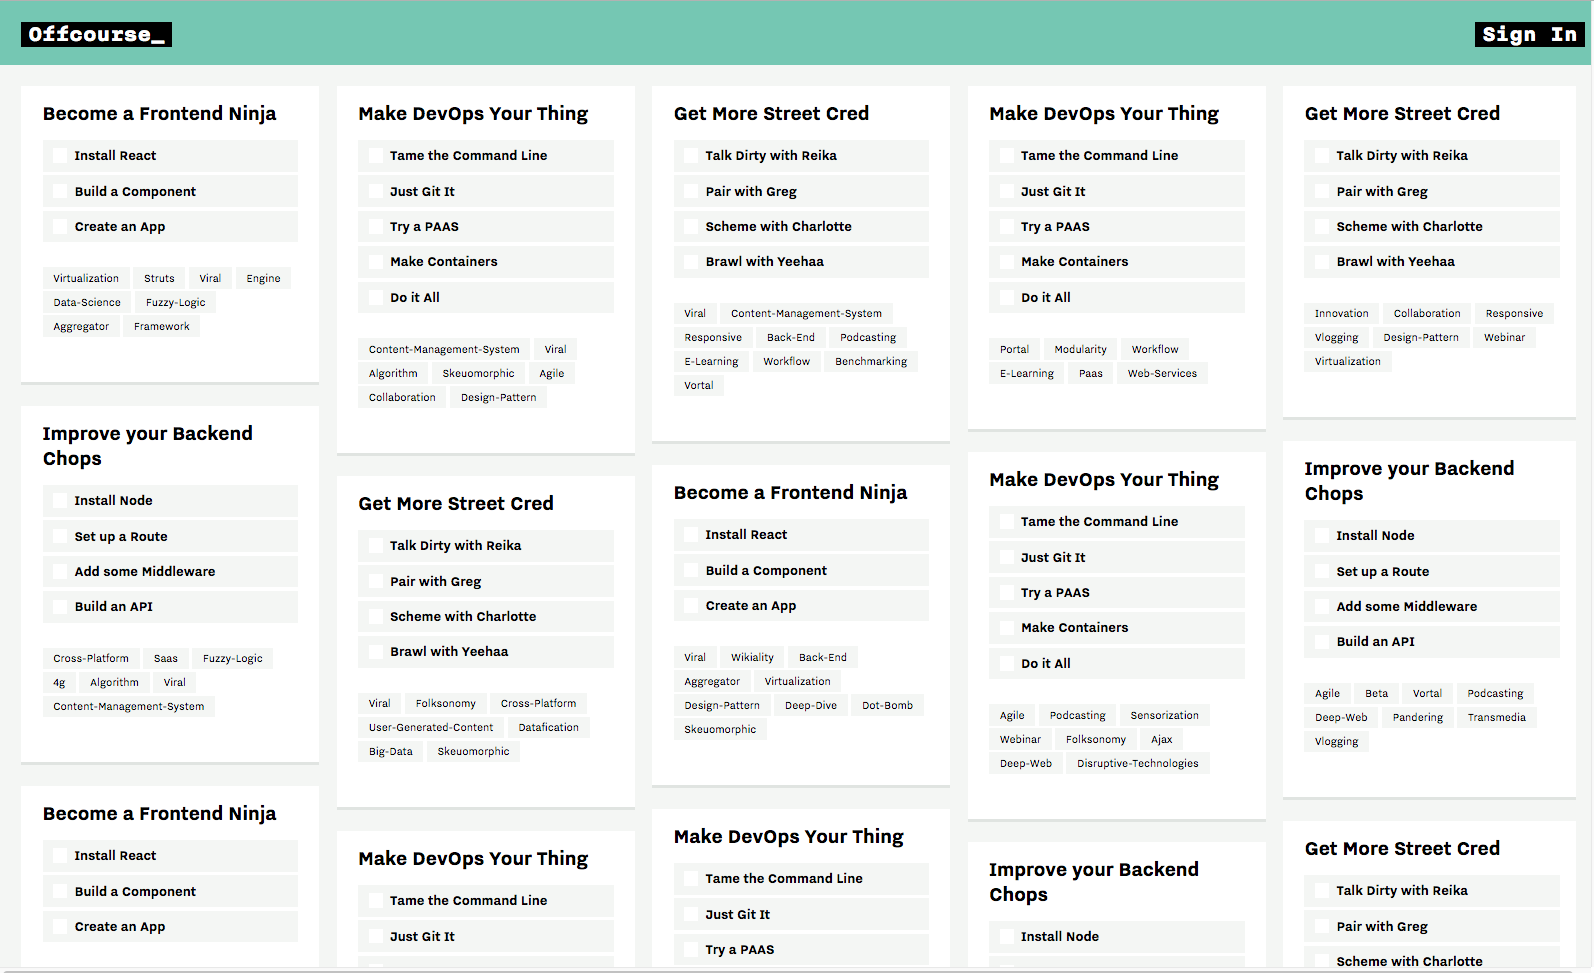 Offcourse_
Sign In
Become a Frontend Ninja
Install React
Build a Component
Create an App
Virtualization Struts Viral Engine
Data-Science Fuzzy-Logic
Aggregator Framework
Improve your Backend
Chops
Install Node
Set up a Route
Add some Middleware
Build an API
Cross-Platform Saas Fuzzy-Logic
4g Algorithm Viral
Content-Management-System
Become a Frontend Ninja
Install React
Build a Component
Create an App
Make DevOps Your Thing
Tame the Command Line
Just Git It
Try a PAAS
Make Containers
Do it All
Content-Management-System Viral
Algorithm Skeuomorphic Agile
Collaboration Design-Pattern
Get More Street Cred
Talk Dirty with Reika
Pair with Greg
Scheme with Charlotte
Brawl with Yeehaa
Viral Folksonomy Cross-Platform
User-Generated-Content Datafication
Big-Data Skeuomorphic
Make DevOps Your Thing
Tame the Command Line
Just Git It
Get More Street Cred
Talk Dirty with Reika
Pair with Greg
Scheme with Charlotte
Brawl with Yeehaa
Viral Content-Management-System
Responsive Back-End Podcasting
E-Learning Workflow Benchmarking
Vortal
Become a Frontend Ninja
Install React
Build a Component
Create an App
Viral Wikiality Back-End
Aggregator Virtualization
Design-Pattern Deep-Dive Dot-Bomb
Skeuomorphic
Make DevOps Your Thing
Tame the Command Line
Just Git It
Try a PAAS
Make DevOps Your Thing
Tame the Command Line
Just Git It
Try a PAAS
Make Containers
Do it All
Portal Modularity Workflow
E-Learning Paas Web-Services
Make DevOps Your Thing
Tame the Command Line
Just Git It
Try a PAAS
Make Containers
Do it All
Agile Podcasting Sensorization
Webinar Folksonomy Ajax
Deep-Web Disruptive-Technologies
Improve your Backend
Chops
Install Node
Get More Street Cred
Talk Dirty with Reika
Pair with Greg
Scheme with Charlotte
Brawl with Yeehaa
Innovation Collaboration Responsive
Vlogging Design-Pattern Webinar
Virtualization
Improve your Backend
Chops
Install Node
Set up a Route
Add some Middleware
Build an API
Agile Beta Vortal Podcasting
Deep-Web Pandering Transmedia
Vlogging
Get More Street Cred
Talk Dirty with Reika
Pair with Greg
Scheme with Charlotte